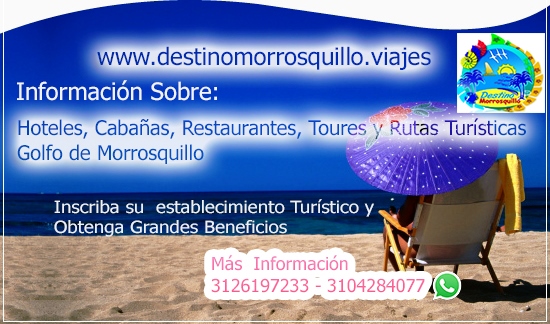 www.destinomorrosquillo.viajes
Destino
Morrosquillo
Información Sobre:
Hoteles, Cabañas, Restaurantes, Toures y Rutas Turísticas
Golfo de Morrosquillo
Inscriba su establecimiento Turístico y
Obtenga Grandes Beneficios
Más Información
3126197233 - 3104284077